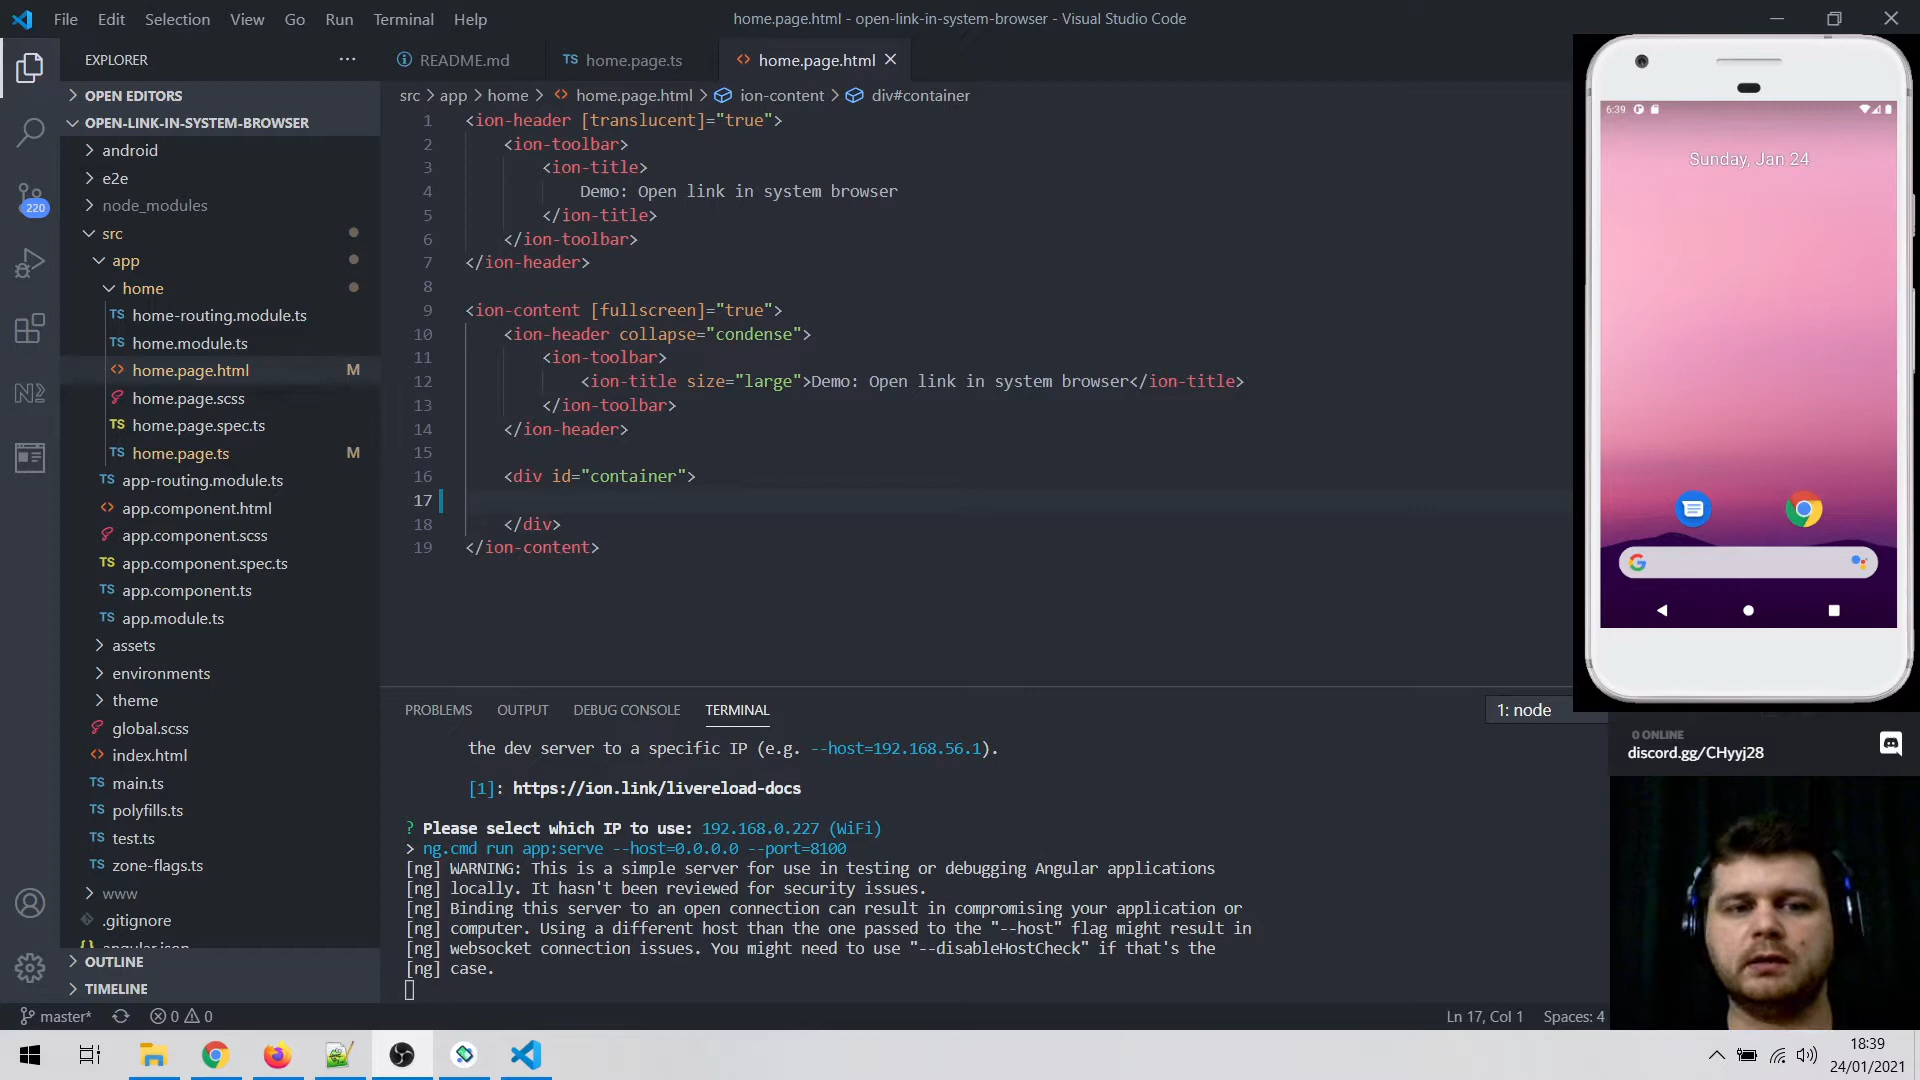 File Edit Selection View Go Run Terminal Help
home.page.html - open-link-in-system-browser - Visual Studio Code
EXPLORER
OPEN EDITORS
OPEN-LINK-IN-SYSTEM-BROWSER
android
e2e
node_modules
src
app
home
TS home-routing.module.ts
TS home.module.ts
<> home.page.html M
home.page.scss
TS home.page.spec.ts
TS home.page.ts M
TS app-routing.module.ts
<> app.component.html
app.component.scss
TS app.component.spec.ts
TS app.component.ts
TS app.module.ts
assets
environments
theme
global.scss
<> index.html
TS main.ts
TS polyfills.ts
TS test.ts
TS zone-flags.ts
www
.gitignore
{} angular.json
OUTLINE
TIMELINE
220
README.md
TS home.page.ts
<> home.page.html
src > app > home > <> home.page.html > ion-content > div#container
1 <ion-header [translucent]="true">
2 <ion-toolbar>
3 <ion-title>
4 Demo: Open link in system browser
5 </ion-title>
6 </ion-toolbar>
7 </ion-header>
8
9 <ion-content [fullscreen]="true">
10 <ion-header collapse="condense">
11 <ion-toolbar>
12 <ion-title size="large">Demo: Open link in system browser</ion-title>
13 </ion-toolbar>
14 </ion-header>
15
16 <div id="container">
17
18 </div>
19 </ion-content>
PROBLEMS OUTPUT DEBUG CONSOLE TERMINAL
1: node
the dev server to a specific IP (e.g. --host=192.168.56.1).
[1]: https://ion.link/livereload-docs
? Please select which IP to use: 192.168.0.227 (WiFi)
> ng.cmd run app:serve --host=0.0.0.0 --port=8100
[ng] WARNING: This is a simple server for use in testing or debugging Angular applications
[ng] locally. It hasn't been reviewed for security issues.
[ng] Binding this server to an open connection can result in compromising your application or
[ng] computer. Using a different host than the one passed to the "--host" flag might result in
[ng] websocket connection issues. You might need to use "--disableHostCheck" if that's the
[ng] case.
6:39
Sunday, Jan 24
0 ONLINE
discord.gg/CHyyj28
master* 0 0
Ln 17, Col 1 Spaces: 4
18:39
24/01/2021